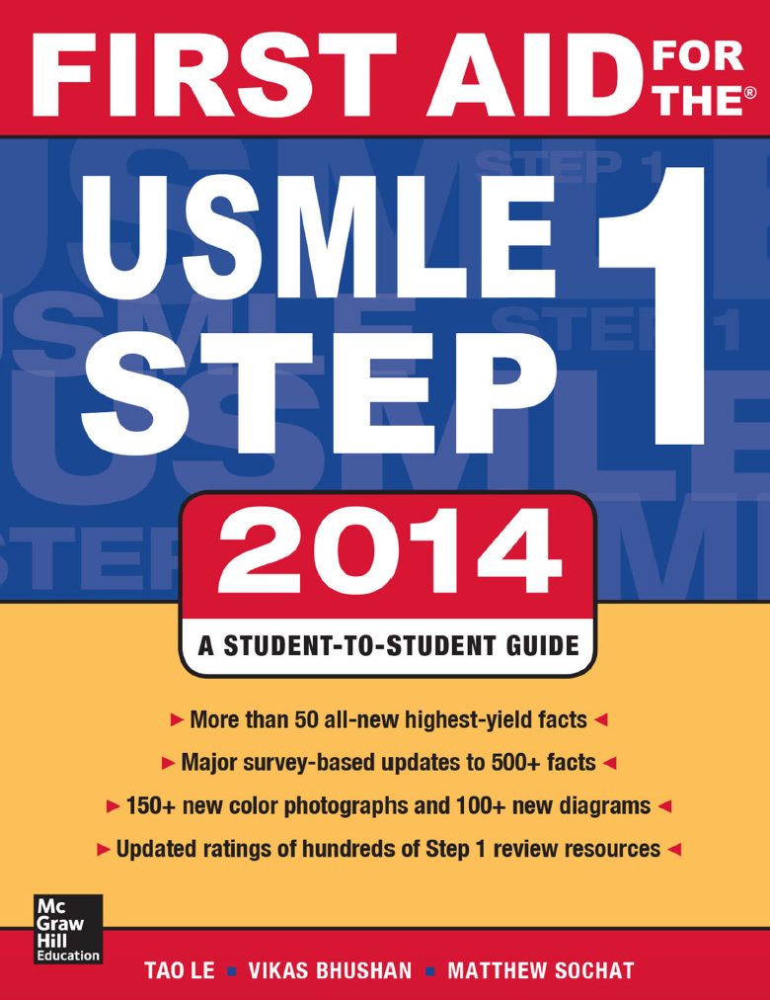 FIRST AID FOR THE®
USMLE 1
STEP
2014
A STUDENT-TO-STUDENT GUIDE
▶ More than 50 all-new highest-yield facts ◀
▶ Major survey-based updates to 500+ facts ◀
▶ 150+ new color photographs and 100+ new diagrams ◀
▶ Updated ratings of hundreds of Step 1 review resources ◀
Mc
Graw
Hill
Education
TAO LE ▪ VIKAS BHUSHAN ▪ MATTHEW SOCHAT